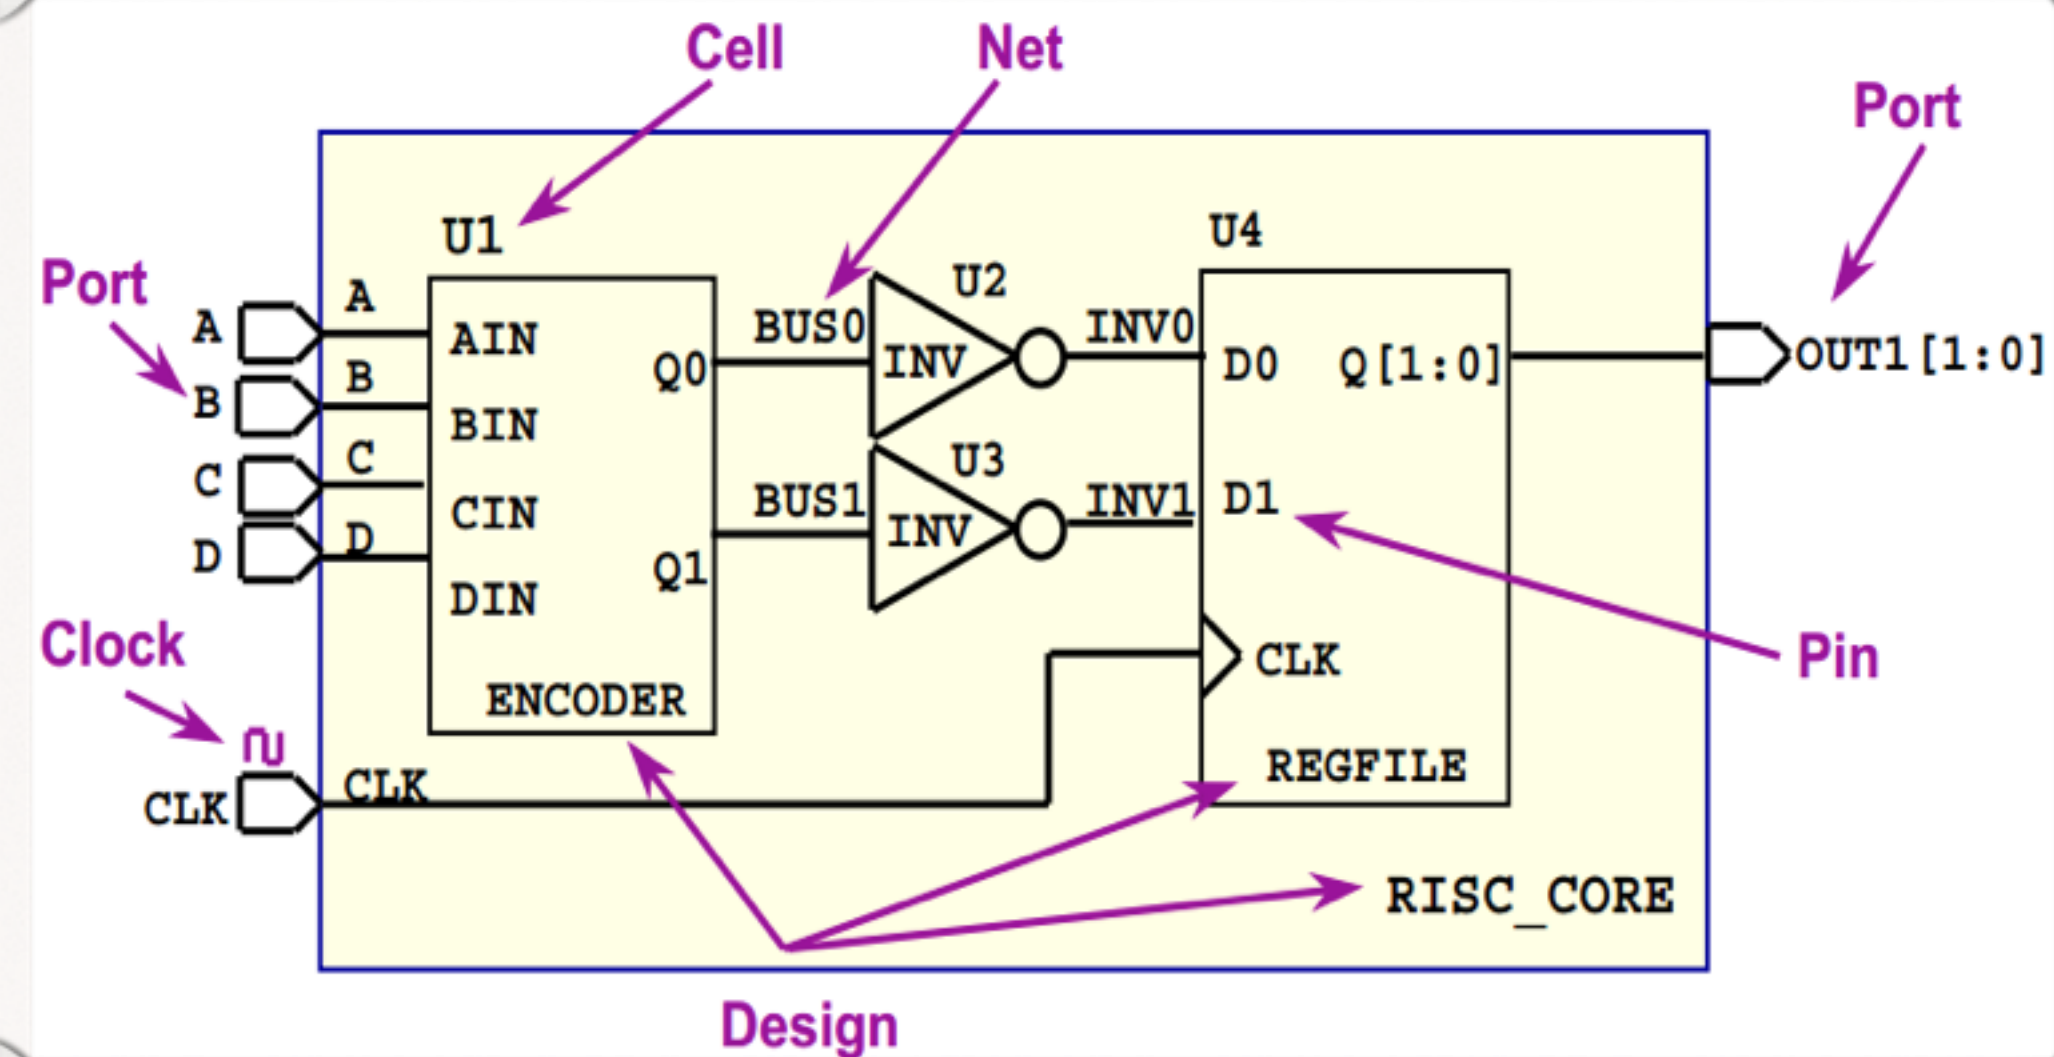 Cell
Net
Port
U1
U4
Port
U2
A
A
AIN
BUS0
INV0
OUT1[1:0]
Q0
INV
D0
Q[1:0]
B
B
BIN
C
C
U3
CIN
BUS1
INV1
D1
D
D
INV
Q1
DIN
Clock
CLK
Pin
ENCODER
REGFILE
CLK
CLK
RISC_CORE
Design